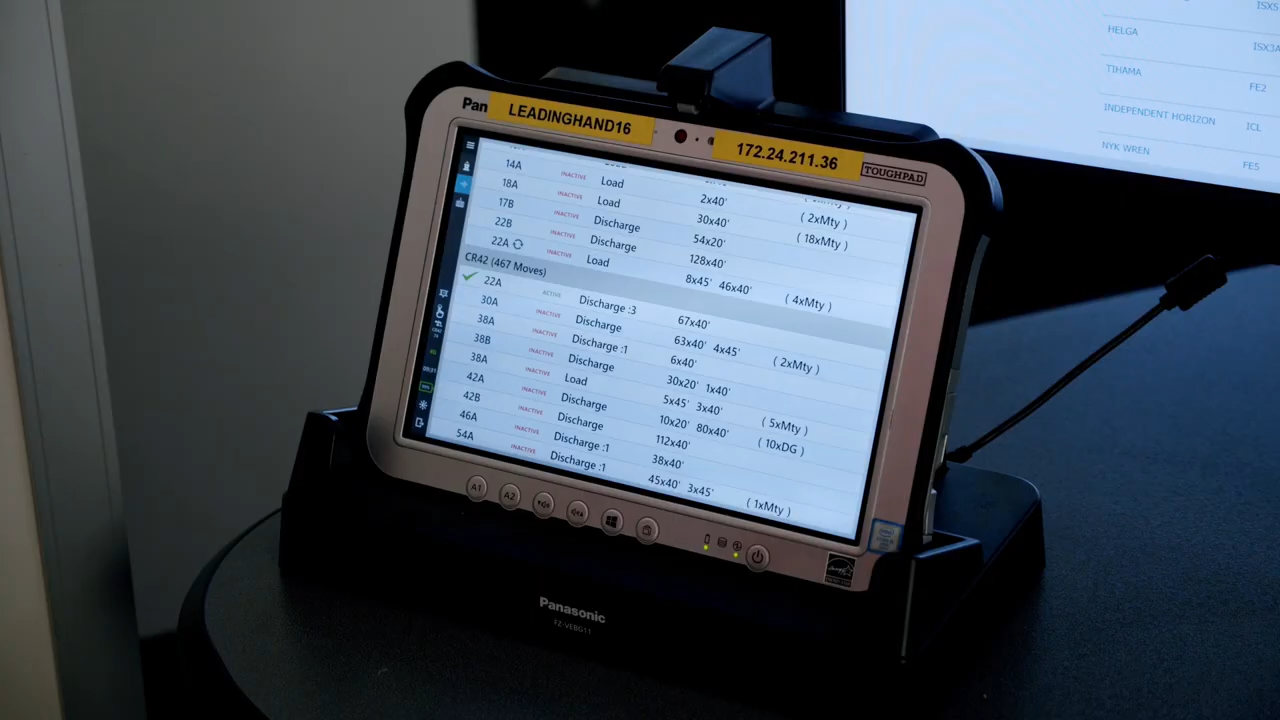 HELGA ISX3A
TIHAMA FE2
INDEPENDENT HORIZON ICL
NYK WREN FE5
Pan
LEADINGHAND16
172.24.211.36
TOUGHPAD
14A INACTIVE Load 2x40' ( 2xMty )
18A INACTIVE Load 30x40' ( 18xMty )
17B INACTIVE Discharge 54x20'
22B INACTIVE Discharge 128x40'
22A INACTIVE Load 8x45' 46x40' ( 4xMty )
CR42 (467 Moves)
22A ACTIVE Discharge :3 67x40'
30A INACTIVE Discharge 63x40' 4x45' ( 2xMty )
38A INACTIVE Discharge :1 6x40'
38B INACTIVE Discharge 30x20' 1x40'
38A INACTIVE Load 5x45' 3x40' ( 5xMty )
42A INACTIVE Discharge 10x20' 80x40' ( 10xDG )
42B INACTIVE Discharge 112x40'
46A INACTIVE Discharge :1 38x40'
54A INACTIVE Discharge :1 45x40' 3x45' ( 1xMty )
A1 A2
Panasonic
FZ-VEBG11